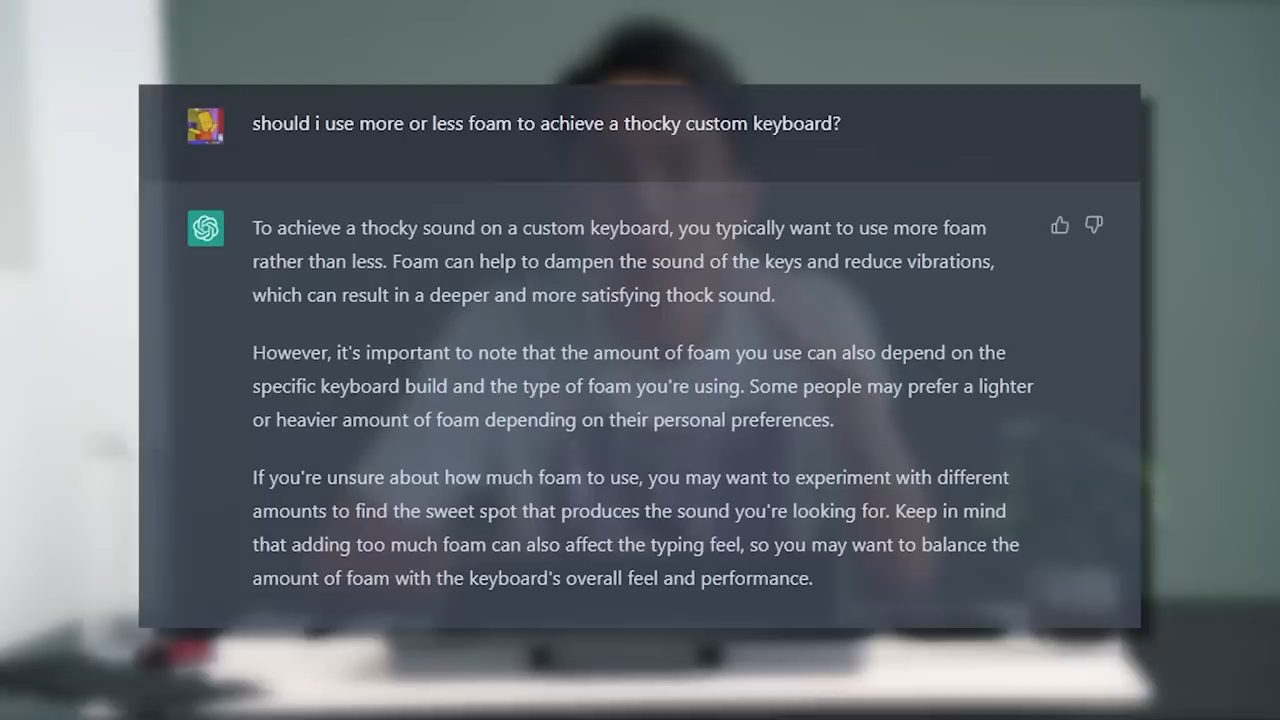 should i use more or less foam to achieve a thocky custom keyboard?
To achieve a thocky sound on a custom keyboard, you typically want to use more foam
rather than less. Foam can help to dampen the sound of the keys and reduce vibrations,
which can result in a deeper and more satisfying thock sound.
However, it's important to note that the amount of foam you use can also depend on the
specific keyboard build and the type of foam you're using. Some people may prefer a lighter
or heavier amount of foam depending on their personal preferences.
If you're unsure about how much foam to use, you may want to experiment with different
amounts to find the sweet spot that produces the sound you're looking for. Keep in mind
that adding too much foam can also affect the typing feel, so you may want to balance the
amount of foam with the keyboard's overall feel and performance.